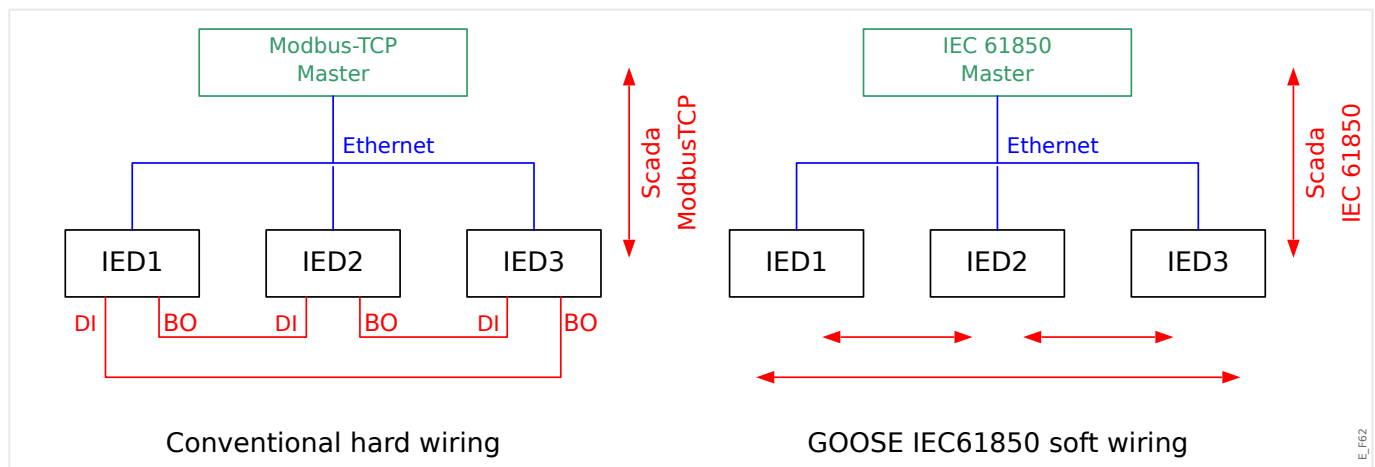 Modbus-TCP
Master
Ethernet
Scada
ModbusTCP
IED1
IED2
IED3
DI
BO
DI
BO
DI
BO
Conventional hard wiring
IEC 61850
Master
Ethernet
Scada
IEC 61850
IED1
IED2
IED3
GOOSE IEC61850 soft wiring
E_F62